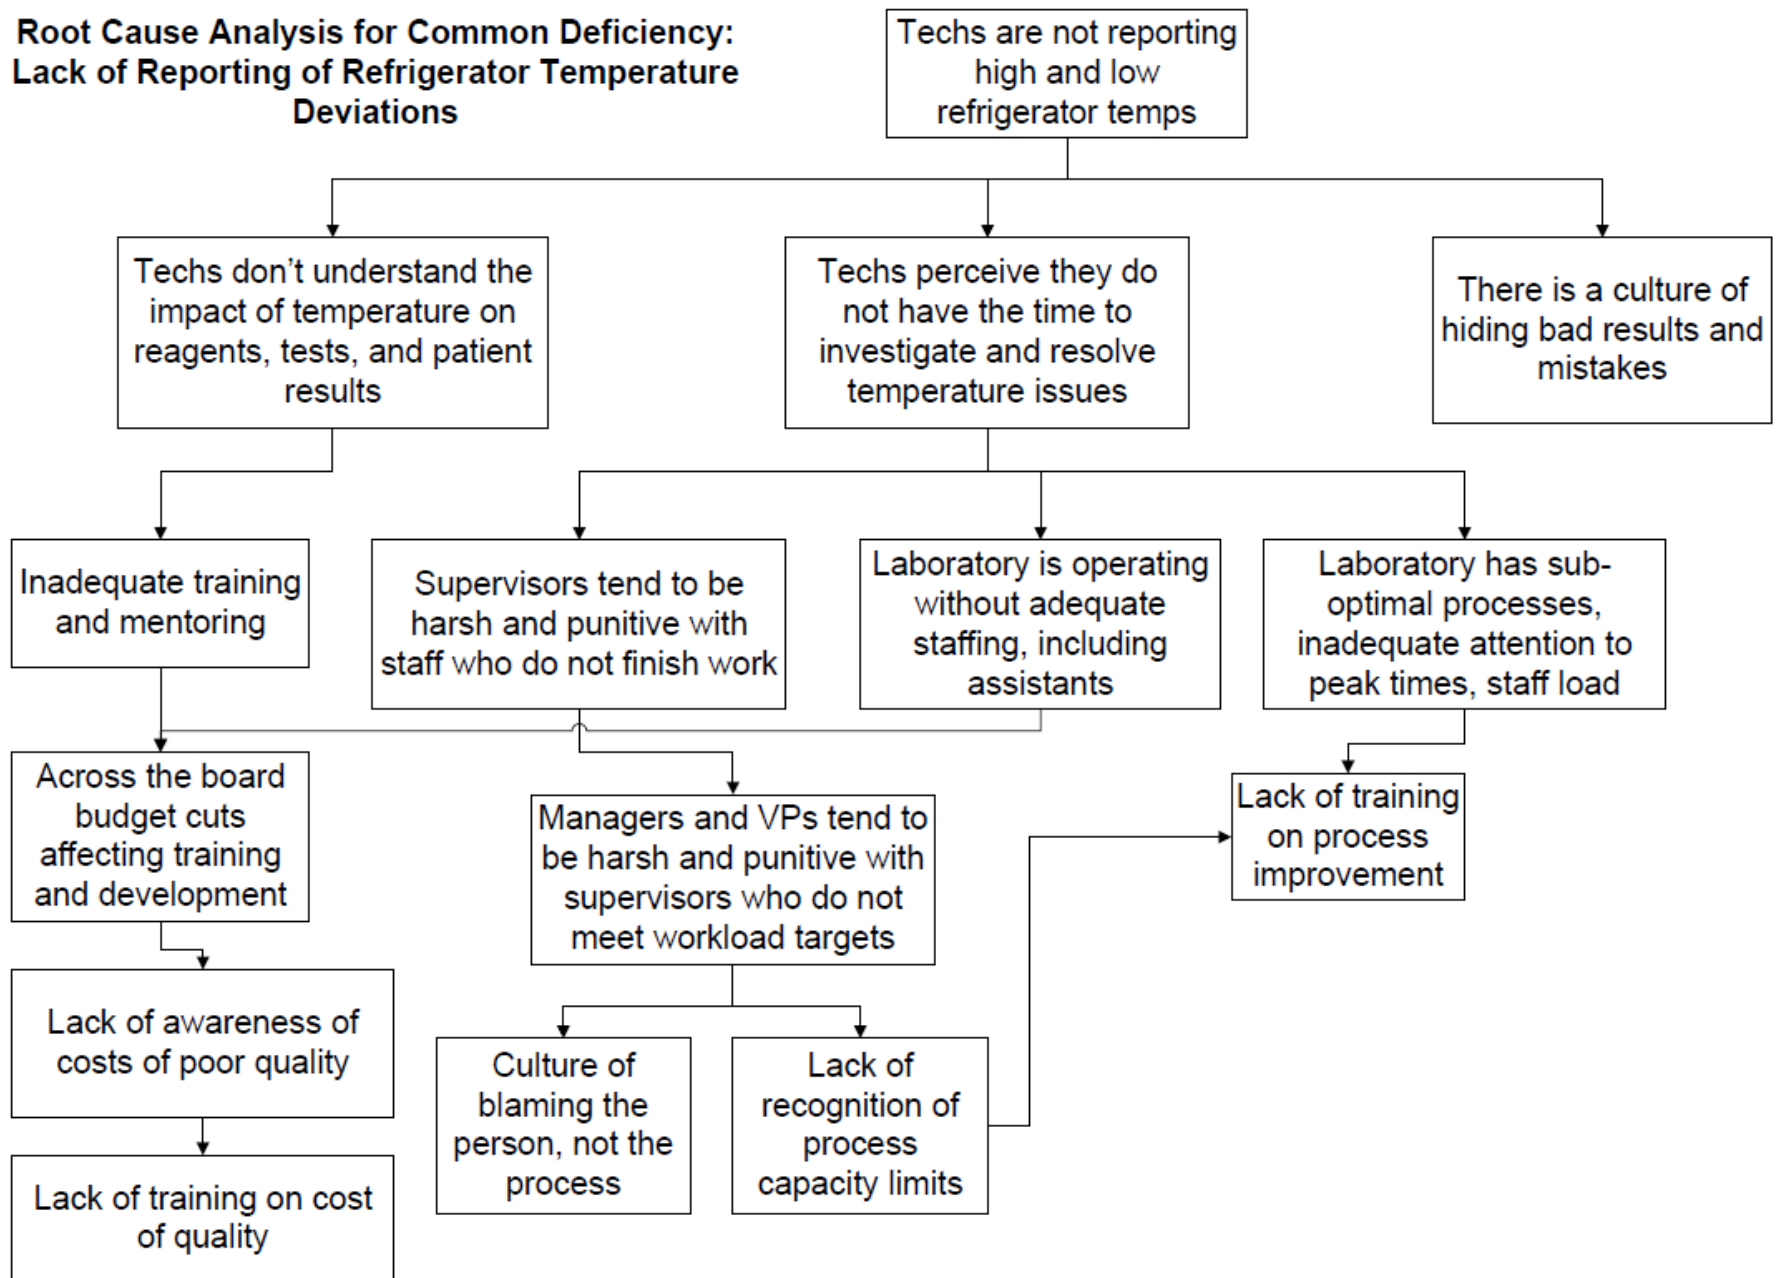 Root Cause Analysis for Common Deficiency:
Lack of Reporting of Refrigerator Temperature
Deviations
Techs are not reporting
high and low
refrigerator temps
Techs don’t understand the
impact of temperature on
reagents, tests, and patient
results
Techs perceive they do
not have the time to
investigate and resolve
temperature issues
There is a culture of
hiding bad results and
mistakes
Inadequate training
and mentoring
Supervisors tend to be
harsh and punitive with
staff who do not finish work
Laboratory is operating
without adequate
staffing, including
assistants
Laboratory has sub-
optimal processes,
inadequate attention to
peak times, staff load
Across the board
budget cuts
affecting training
and development
Managers and VPs tend to
be harsh and punitive with
supervisors who do not
meet workload targets
Lack of training
on process
improvement
Lack of awareness of
costs of poor quality
Culture of
blaming the
person, not the
process
Lack of
recognition of
process
capacity limits
Lack of training on cost
of quality